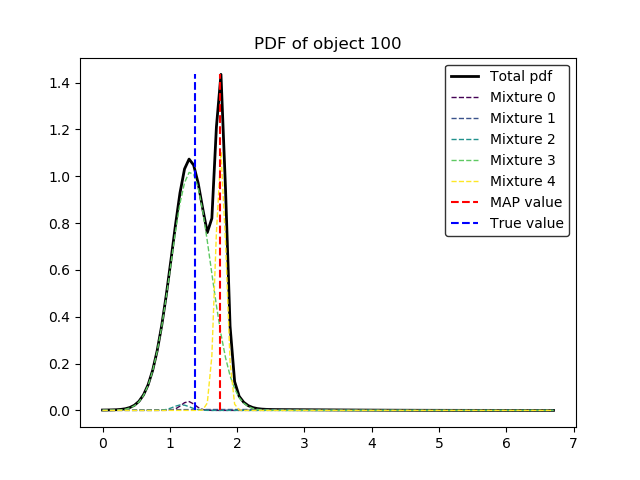 PDF of object 100
Total pdf
Mixture 0
Mixture 1
Mixture 2
Mixture 3
Mixture 4
MAP value
True value
1.4
1.2
1.0
0.8
0.6
0.4
0.2
0.0
0 1 2 3 4 5 6 7